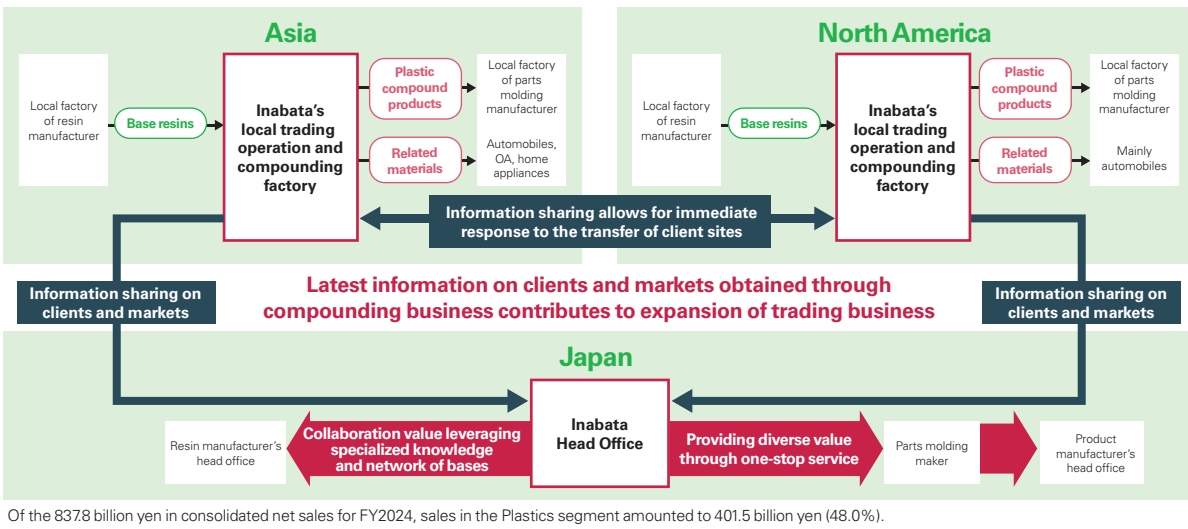 Asia
Local factory
of resin
manufacturer
Base resins
Inabata's
local trading
operation and
compounding
factory
Plastic
compound
products
Local factory
of parts
molding
manufacturer
Related
materials
Automobiles,
OA, home
appliances
North America
Local factory
of resin
manufacturer
Base resins
Inabata's
local trading
operation and
compounding
factory
Plastic
compound
products
Local factory
of parts
molding
manufacturer
Related
materials
Mainly
automobiles
Information sharing allows for immediate
response to the transfer of client sites
Information sharing on
clients and markets
Latest information on clients and markets obtained through
compounding business contributes to expansion of trading business
Information sharing on
clients and markets
Japan
Resin manufacturer's
head office
Collaboration value leveraging
specialized knowledge
and network of bases
Inabata
Head Office
Providing diverse value
through one-stop service
Parts molding
maker
Product
manufacturer's
head office
Of the 837.8 billion yen in consolidated net sales for FY2024, sales in the Plastics segment amounted to 401.5 billion yen (48.0%).